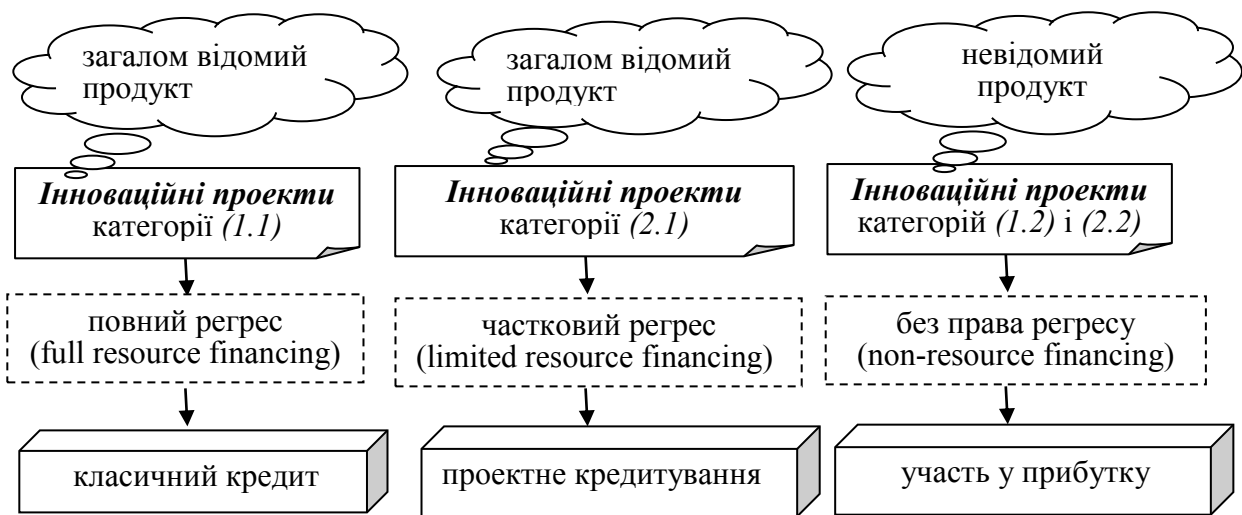 загалом відомий
продукт
Інноваційні проекти
категорії (1.1)
повний регрес
(full resource financing)
класичний кредит
загалом відомий
продукт
Інноваційні проекти
категорії (2.1)
частковий регрес
(limited resource financing)
проектне кредитування
невідомий
продукт
Інноваційні проекти
категорій (1.2) і (2.2)
без права регресу
(non-resource financing)
участь у прибутку